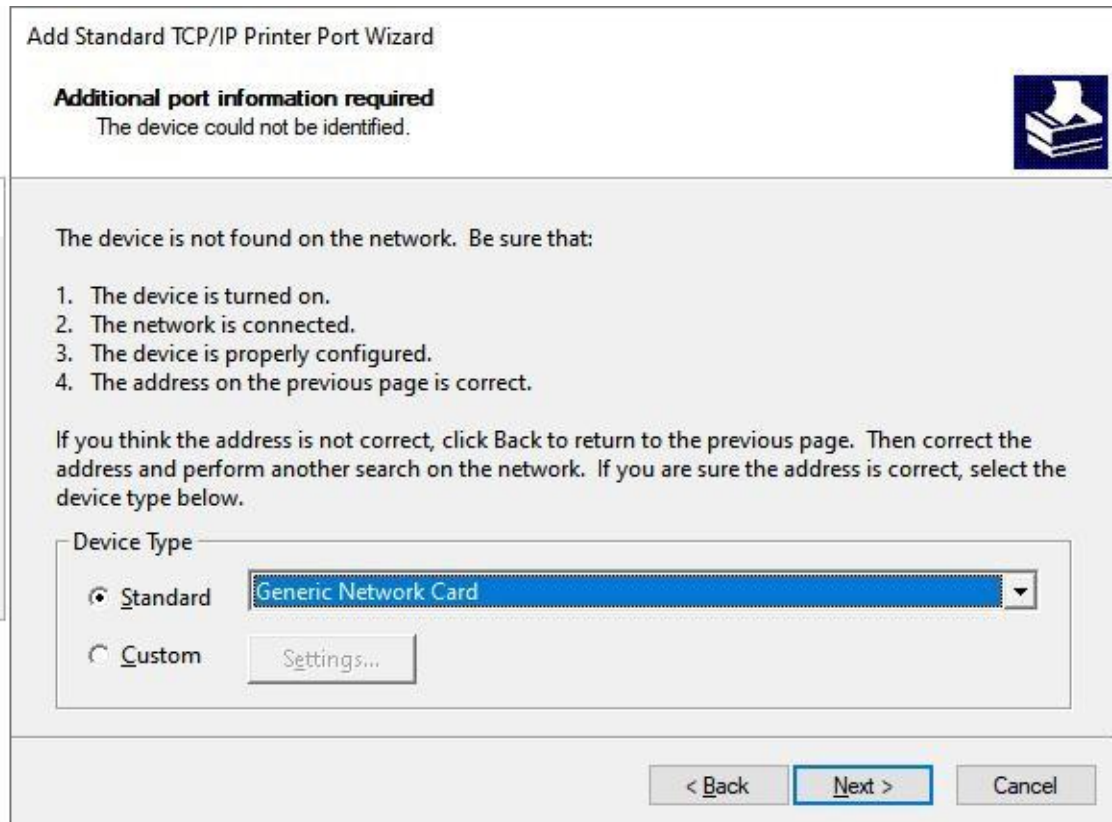 Add Standard TCP/IP Printer Port Wizard
Additional port information required
The device could not be identified.
The device is not found on the network.  Be sure that:
1.  The device is turned on.
2.  The network is connected.
3.  The device is properly configured.
4.  The address on the previous page is correct.
If you think the address is not correct, click Back to return to the previous page.  Then correct the
address and perform another search on the network.  If you are sure the address is correct, select the
device type below.
Device Type
Standard
Generic Network Card
Custom
Settings...
< Back
Next >
Cancel